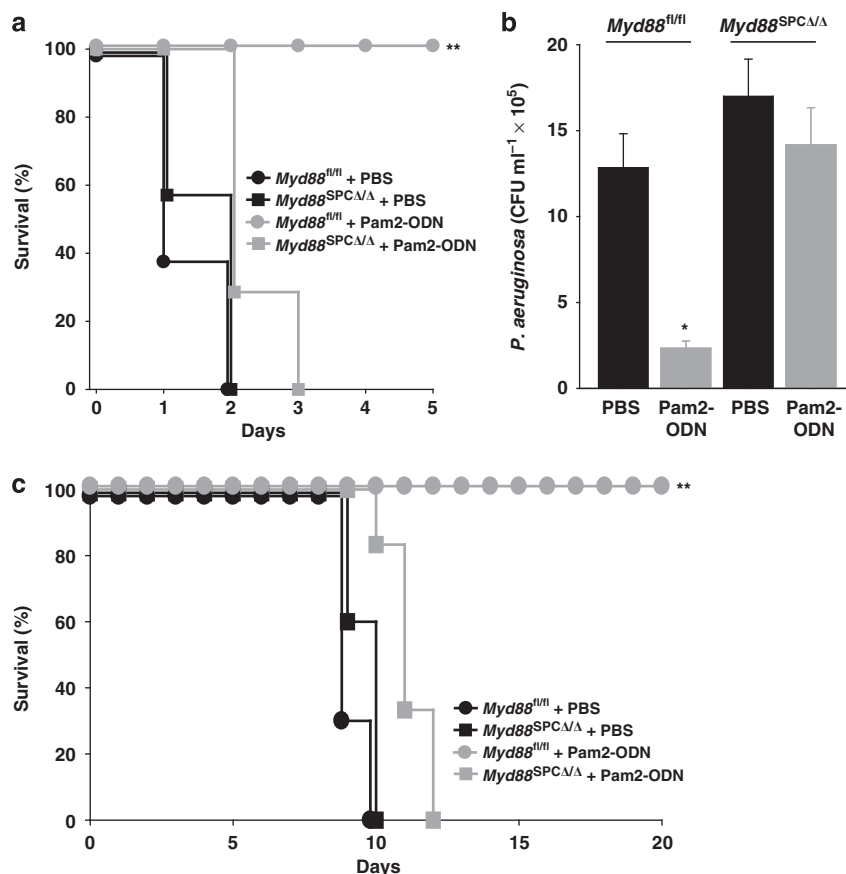 a
100
80
60
40
20
0
Survival (%)
0 1 2 3 4 5
Days
**
Myd88fl/fl + PBS
Myd88SPCΔ/Δ + PBS
Myd88fl/fl + Pam2-ODN
Myd88SPCΔ/Δ + Pam2-ODN
b
Myd88fl/fl Myd88SPCΔ/Δ
20
15
10
5
0
P. aeruginosa (CFU ml−1 × 105)
*
PBS Pam2-ODN PBS Pam2-ODN
c
100
80
60
40
20
0
Survival (%)
0 5 10 15 20
Days
**
Myd88fl/fl + PBS
Myd88SPCΔ/Δ + PBS
Myd88fl/fl + Pam2-ODN
Myd88SPCΔ/Δ + Pam2-ODN